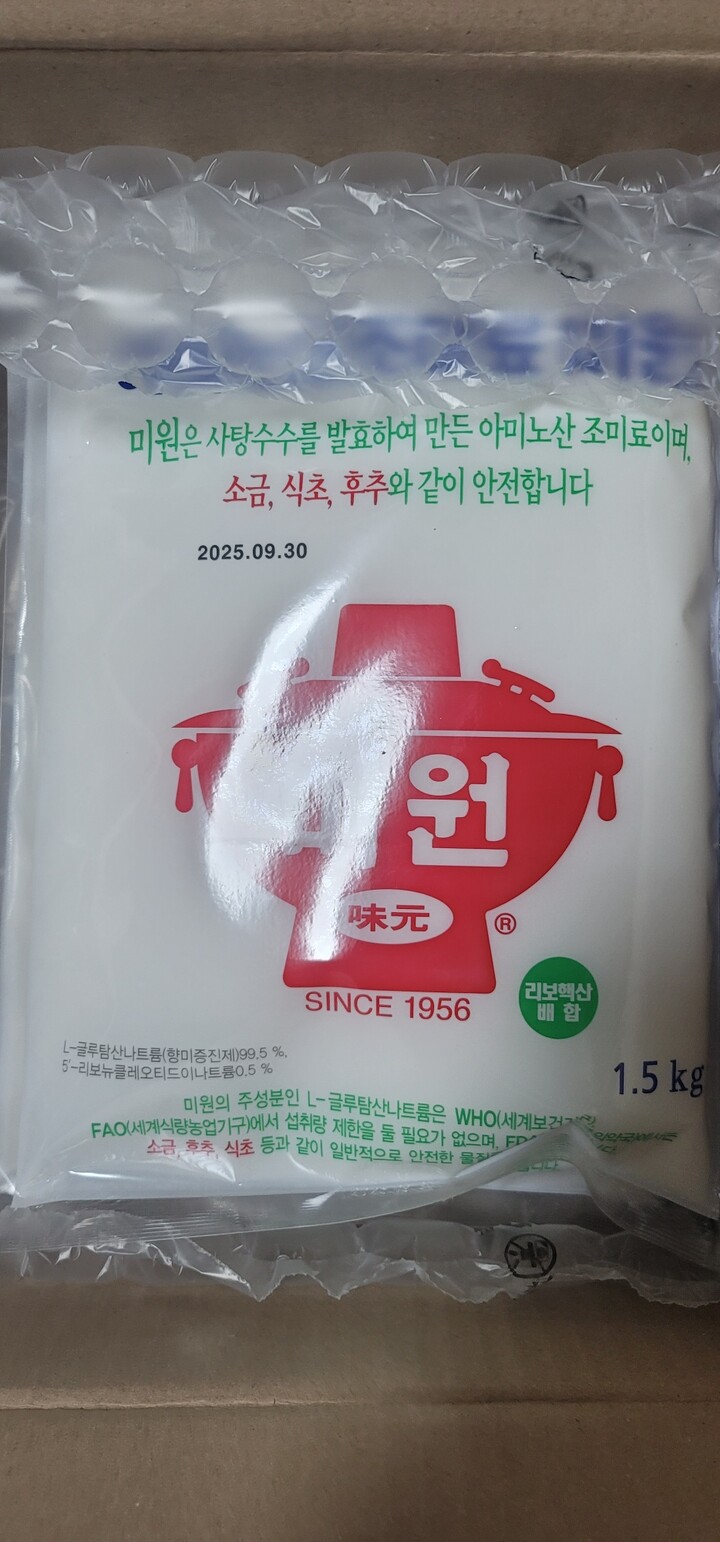 미원은 사탕수수를 발효하여 만든 아미노산 조미료이며,
소금, 식초, 후추와 같이 안전합니다
2025.09.30
원
味元
®
SINCE 1956
리보핵산
배 합
L-글루탐산나트륨(향미증진제)99.5 %,
5'-리보뉴클레오티드이나트륨0.5 %
1.5 kg
미원의 주성분인 L-글루탐산나트륨은 WHO(세계보건기구),
FAO(세계식량농업기구)에서 섭취량 제한을 둘 필요가 없으며,
소금, 후추, 식초 등과 같이 일반적으로 안전한